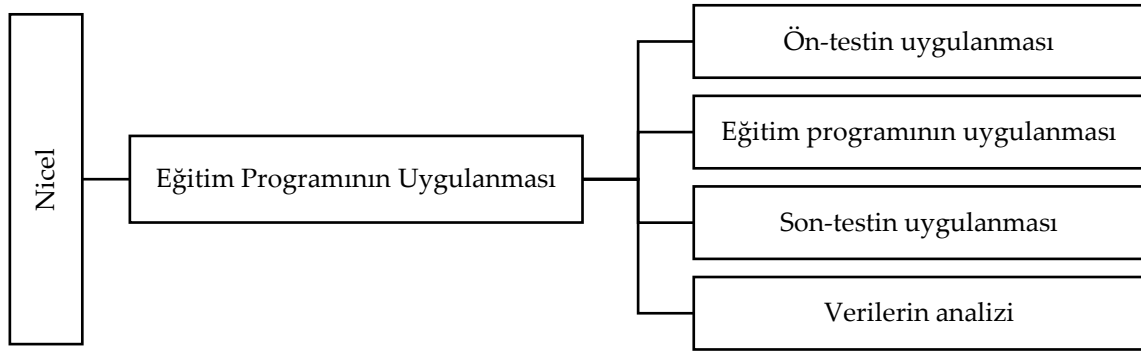 Nicel
Eğitim Programının Uygulanması
Ön-testin uygulanması
Eğitim programının uygulanması
Son-testin uygulanması
Verilerin analizi